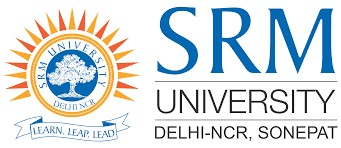 SRM UNIVERSITY
DELHI-NCR
LEARN, LEAP, LEAD
SRM
UNIVERSITY
DELHI-NCR, SONEPAT